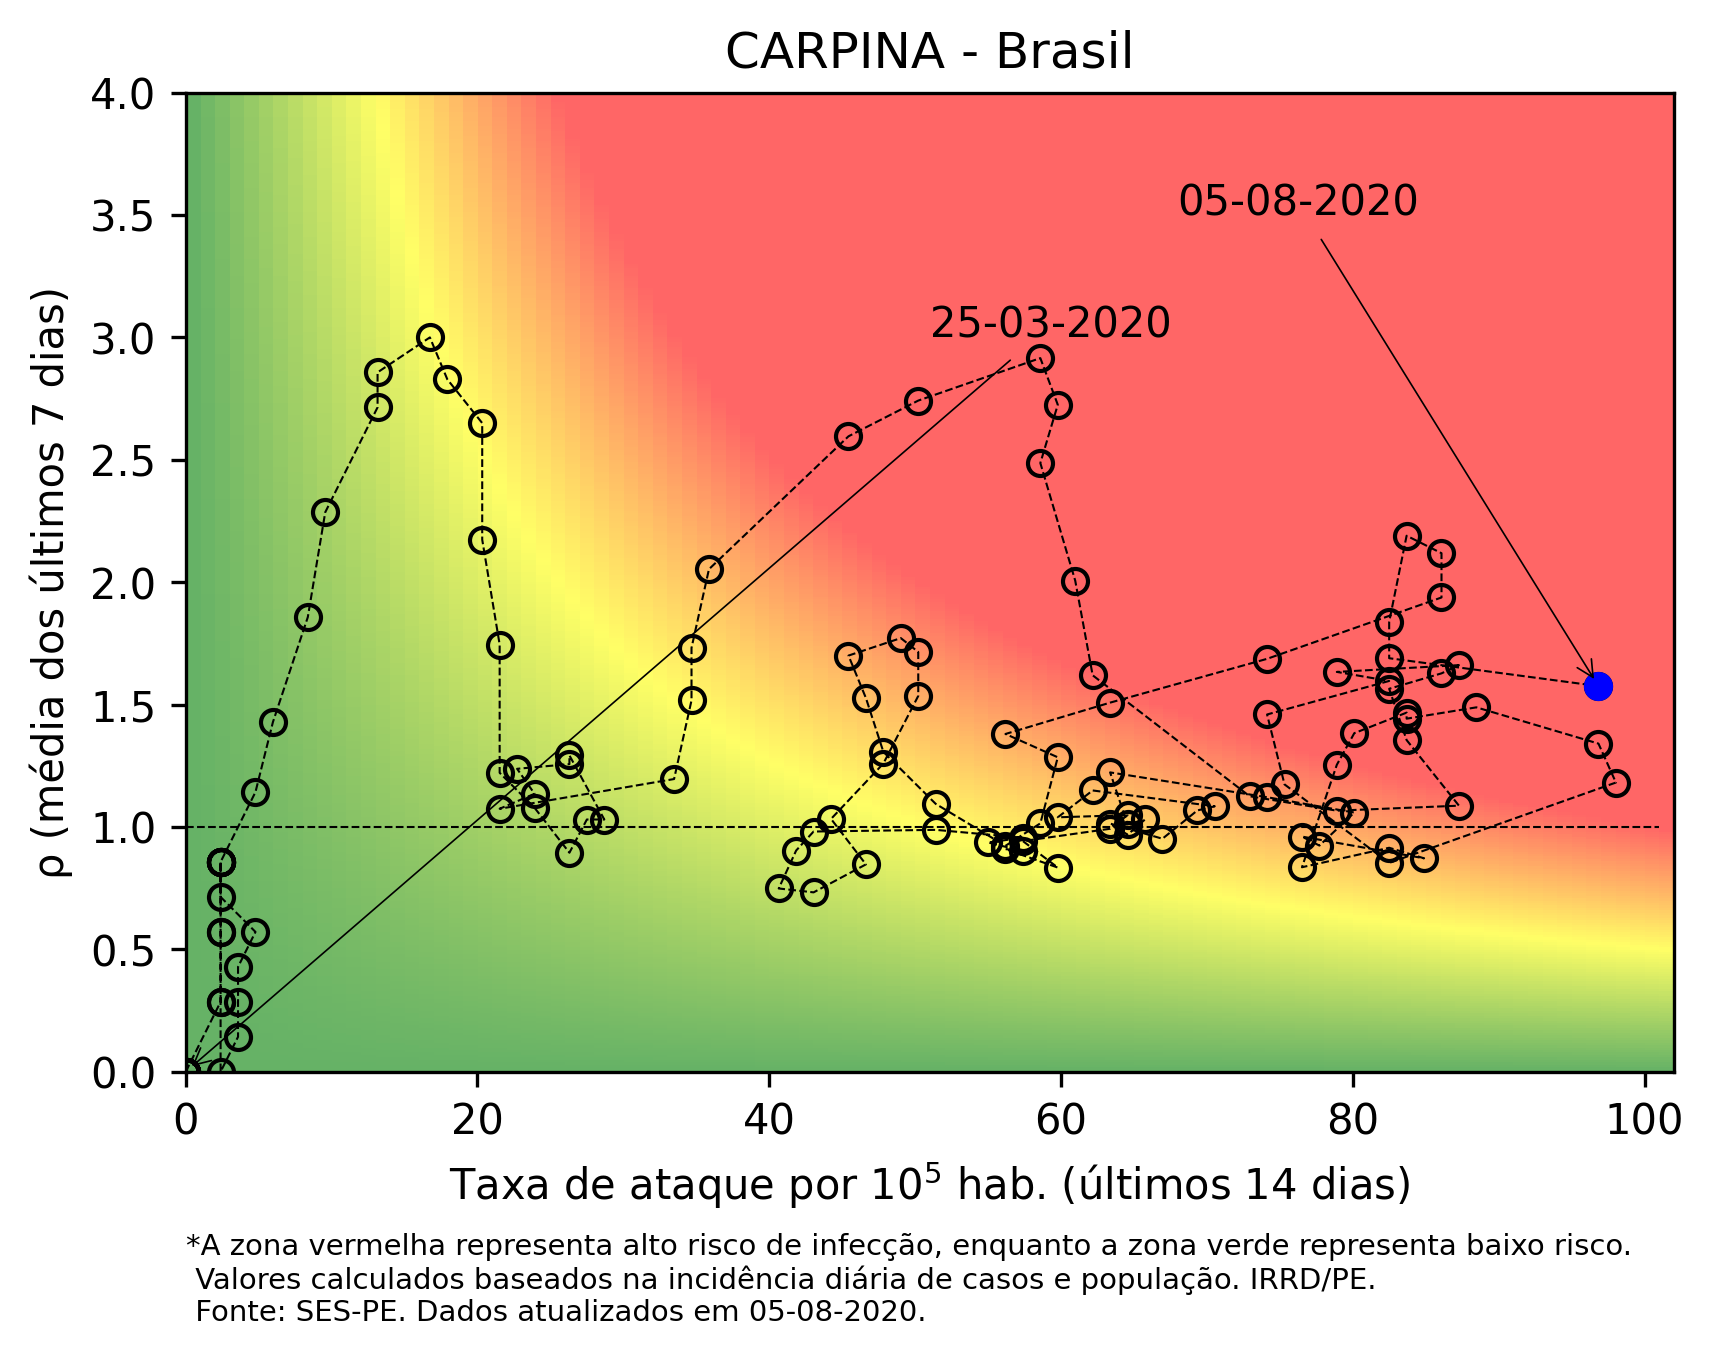 CARPINA - Brasil
4.0
3.5
3.0
2.5
2.0
1.5
1.0
0.5
0.0
ρ (média dos últimos 7 dias)
05-08-2020
25-03-2020
0 20 40 60 80 100
Taxa de ataque por 10⁵ hab. (últimos 14 dias)
*A zona vermelha representa alto risco de infecção, enquanto a zona verde representa baixo risco.
Valores calculados baseados na incidência diária de casos e população. IRRD/PE.
Fonte: SES-PE. Dados atualizados em 05-08-2020.